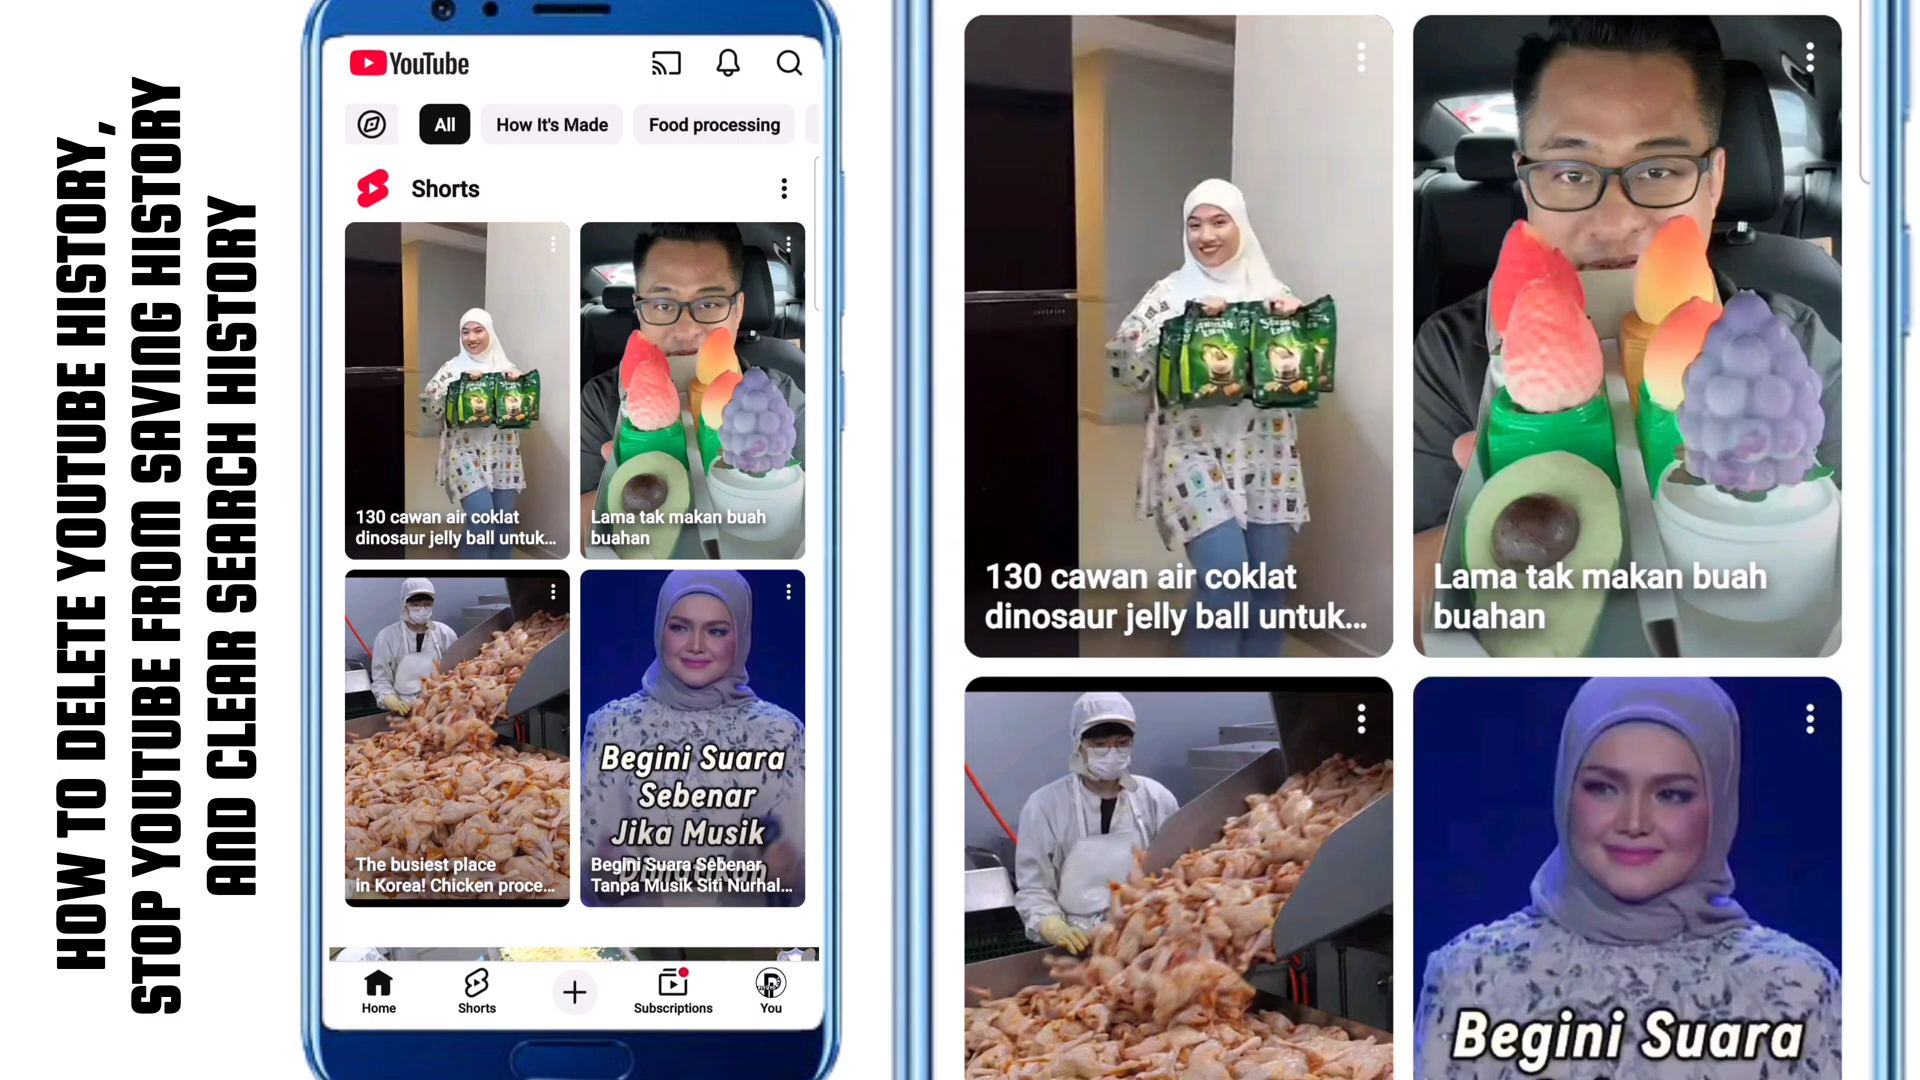 HOW TO DELETE YOUTUBE HISTORY,
STOP YOUTUBE FROM SAVING HISTORY
AND CLEAR SEARCH HISTORY
YouTube
All
How It's Made
Food processing
Shorts
130 cawan air coklat
dinosaur jelly ball untuk...
Lama tak makan buah
buahan
Begini Suara
Sebenar
Jika Musik
The busiest place
in Korea! Chicken proce...
Begini Suara Sebenar
Tanpa Musik Siti Nurhal...
Home
Shorts
Subscriptions
You
130 cawan air coklat
dinosaur jelly ball untuk...
Lama tak makan buah
buahan
Begini Suara